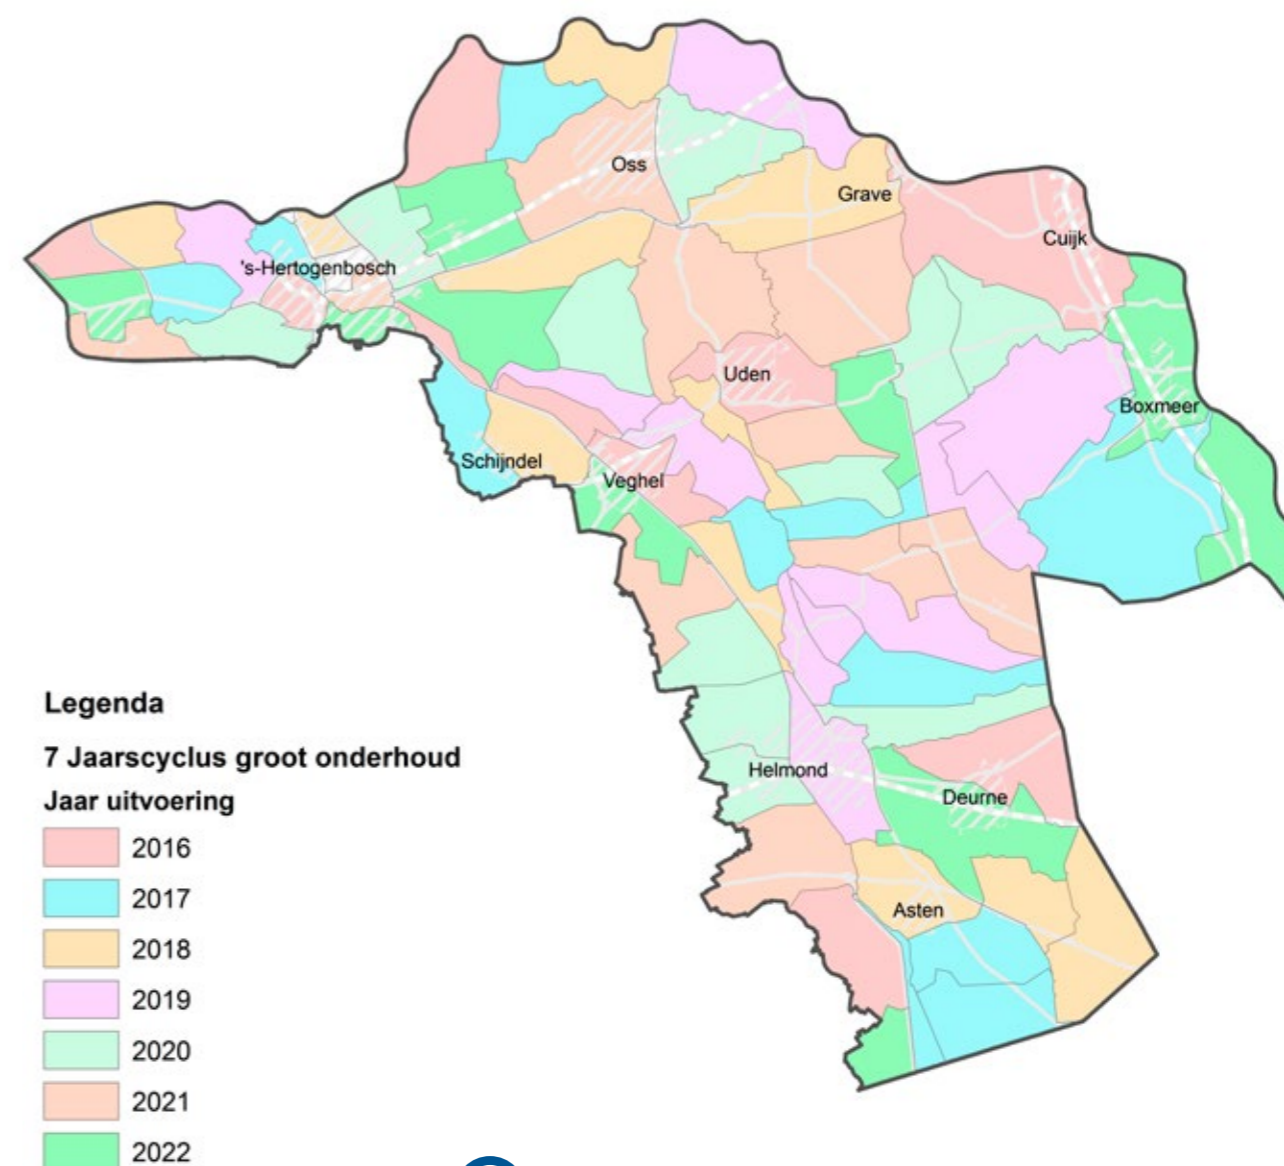 Oss
Grave
Cuijk
's-Hertogenbosch
Uden
Boxmeer
Schijndel
Veghel
Helmond
Deurne
Asten
Legenda
7 Jaarscyclus groot onderhoud
Jaar uitvoering
2016
2017
2018
2019
2020
2021
2022